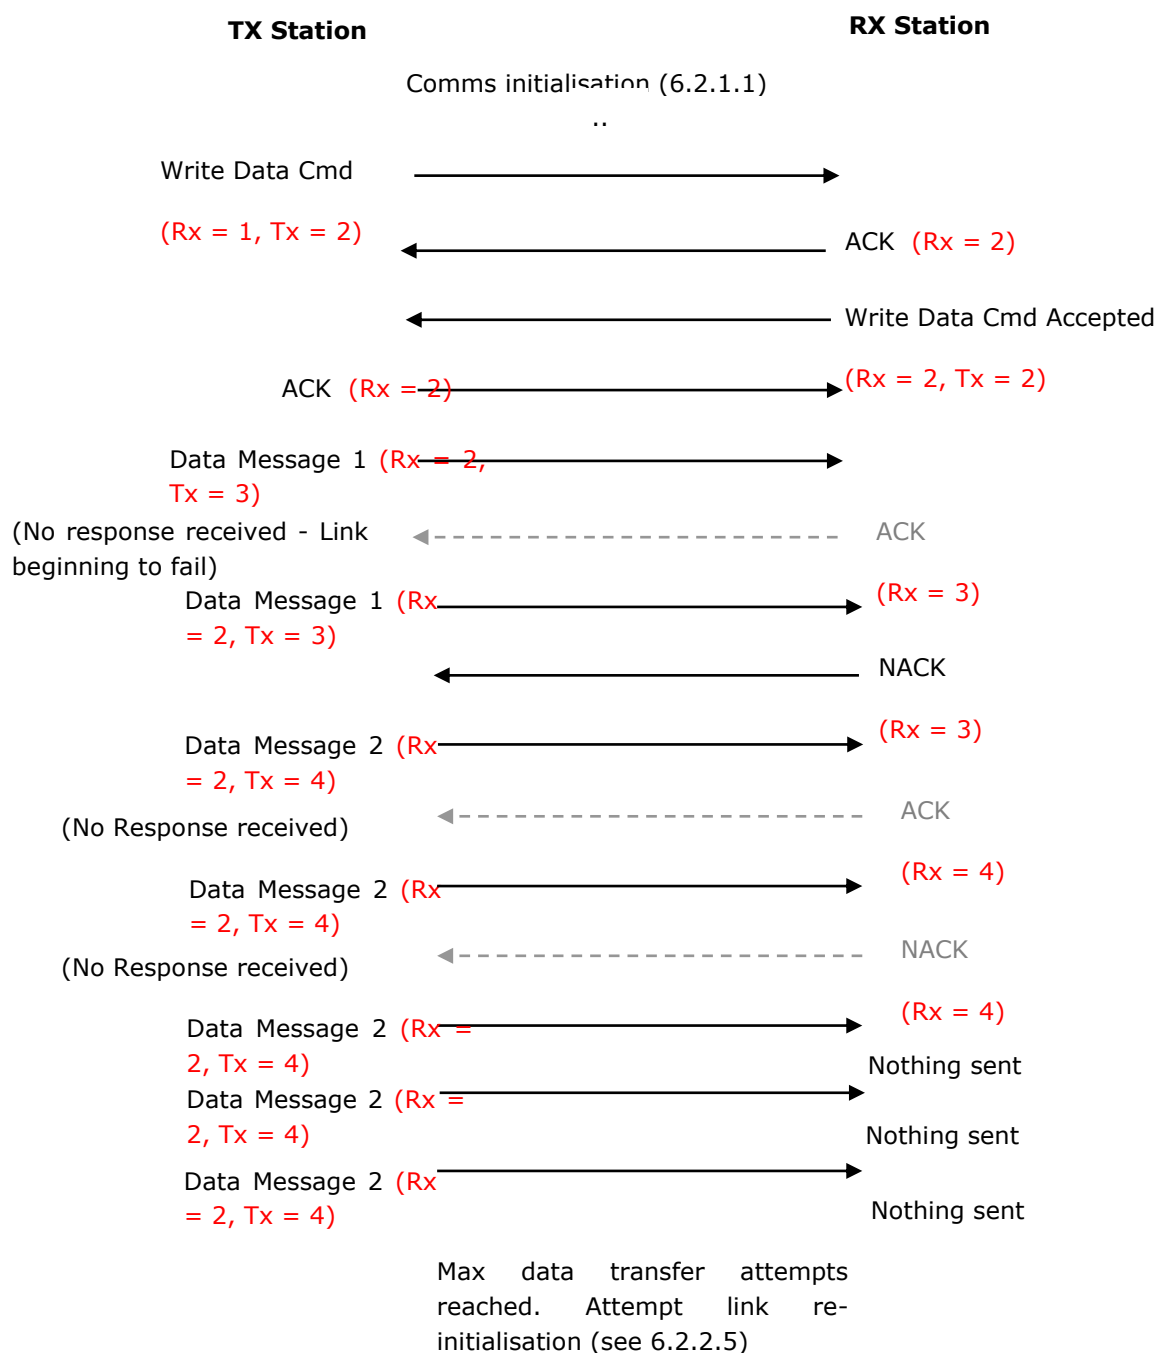 TX Station
RX Station
Comms initialisation (6.2.1.1)
..
Write Data Cmd
(Rx = 1, Tx = 2)
ACK (Rx = 2)
Write Data Cmd Accepted
(Rx = 2, Tx = 2)
ACK (Rx = 2)
Data Message 1 (Rx = 2,
Tx = 3)
(No response received - Link
beginning to fail)
ACK
(Rx = 3)
Data Message 1 (Rx
= 2, Tx = 3)
NACK
(Rx = 3)
Data Message 2 (Rx
= 2, Tx = 4)
ACK
(No Response received)
(Rx = 4)
Data Message 2 (Rx
= 2, Tx = 4)
NACK
(No Response received)
(Rx = 4)
Data Message 2 (Rx =
2, Tx = 4)
Nothing sent
Data Message 2 (Rx =
2, Tx = 4)
Nothing sent
Data Message 2 (Rx
= 2, Tx = 4)
Nothing sent
Max data transfer attempts
reached. Attempt link re-
initialisation (see 6.2.2.5)